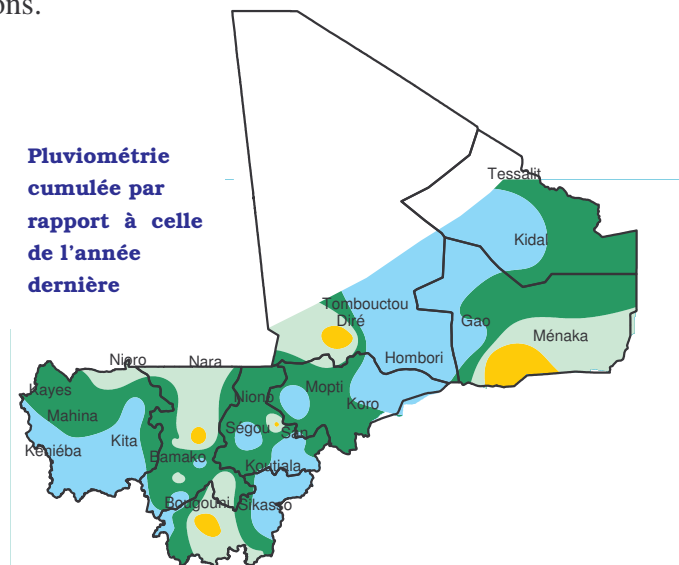 ons.
Pluviométrie
cumulée par
rapport à celle
de l'année
dernière
Tessalit
Kidal
Tombouctou
Diré
Gao
Ménaka
Hombori
Nioro
Nara
Kayes
Niono
Mopti
Koro
Mahina
Kita
Ségou
San
Kéniéba
Bamako
Koutiala
Bougouni
Sikasso